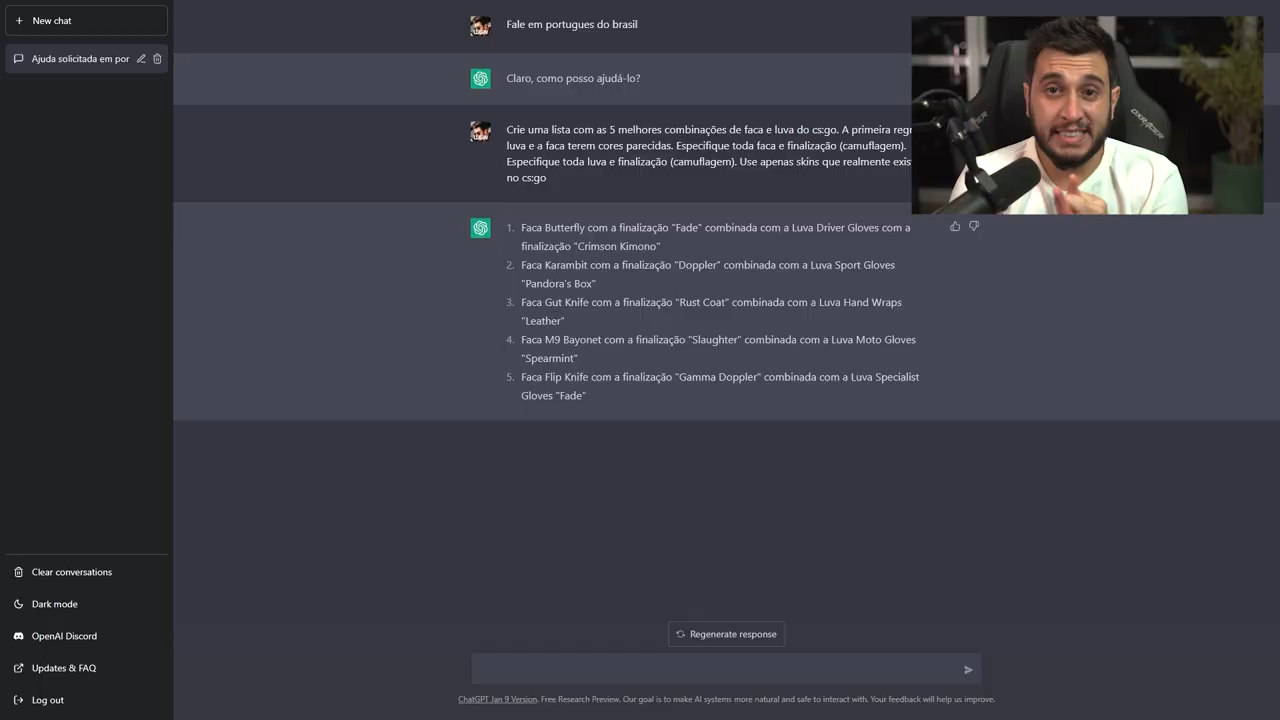 New chat
Ajuda solicitada em por
Clear conversations
Dark mode
OpenAI Discord
Updates & FAQ
Log out
Fale em portugues do brasil
Claro, como posso ajudá-lo?
Crie uma lista com as 5 melhores combinações de faca e luva do cs:go. A primeira regr
luva e a faca terem cores parecidas. Especifique toda faca e finalização (camuflagem).
Especifique toda luva e finalização (camuflagem). Use apenas skins que realmente exis
no cs:go
1. Faca Butterfly com a finalização "Fade" combinada com a Luva Driver Gloves com a
finalização "Crimson Kimono"
2. Faca Karambit com a finalização "Doppler" combinada com a Luva Sport Gloves
"Pandora's Box"
3. Faca Gut Knife com a finalização "Rust Coat" combinada com a Luva Hand Wraps
"Leather"
4. Faca M9 Bayonet com a finalização "Slaughter" combinada com a Luva Moto Gloves
"Spearmint"
5. Faca Flip Knife com a finalização "Gamma Doppler" combinada com a Luva Specialist
Gloves "Fade"
DXRACER
Regenerate response
ChatGPT Jan 9 Version. Free Research Preview. Our goal is to make AI systems more natural and safe to interact with. Your feedback will help us improve.